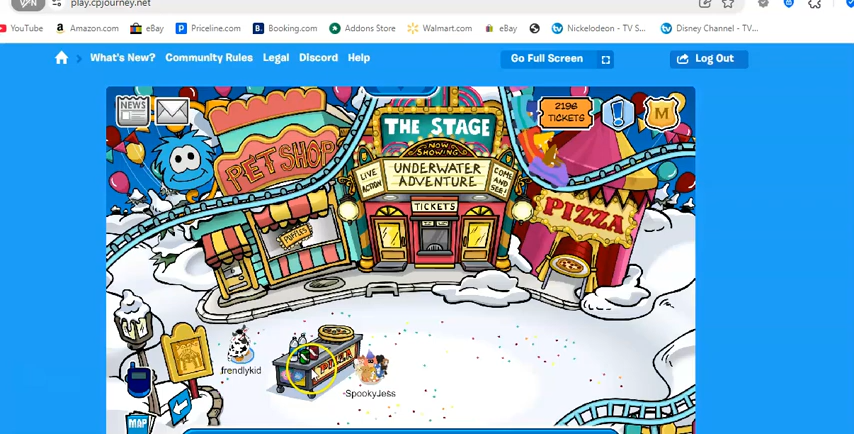 play.cpjourney.net
YouTube Amazon.com eBay Priceline.com Booking.com Addons Store Walmart.com eBay Nickelodeon - TV S... Disney Channel - TV...
What's New? Community Rules Legal Discord Help Go Full Screen Log Out
NEWS
2196
TICKETS
M
THE STAGE
NOW
SHOWING
PET SHOP
LIVE
ACTION
UNDERWATER
ADVENTURE
COME
AND
SEE!
TICKETS
PIZZA
PUFFLES
frendlykid
SpookyJess
MAP